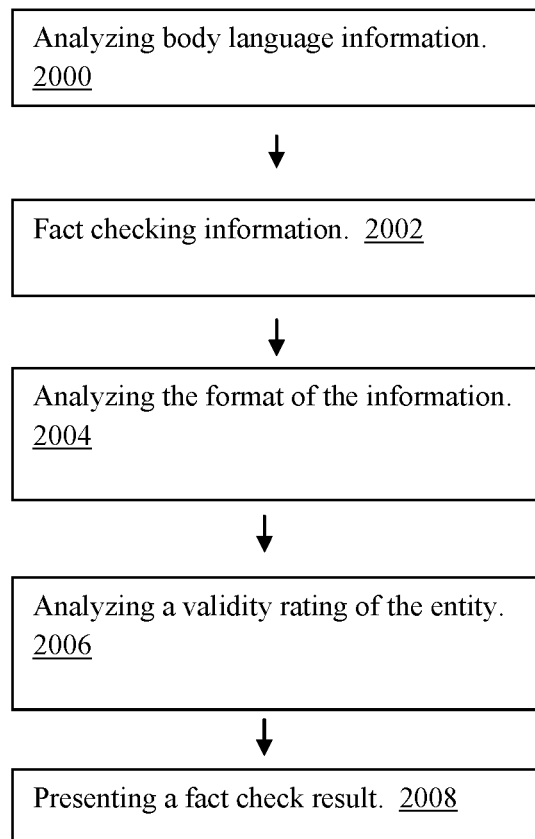 Analyzing body language information.
2000
Fact checking information. 2002
Analyzing the format of the information.
2004
Analyzing a validity rating of the entity.
2006
Presenting a fact check result. 2008